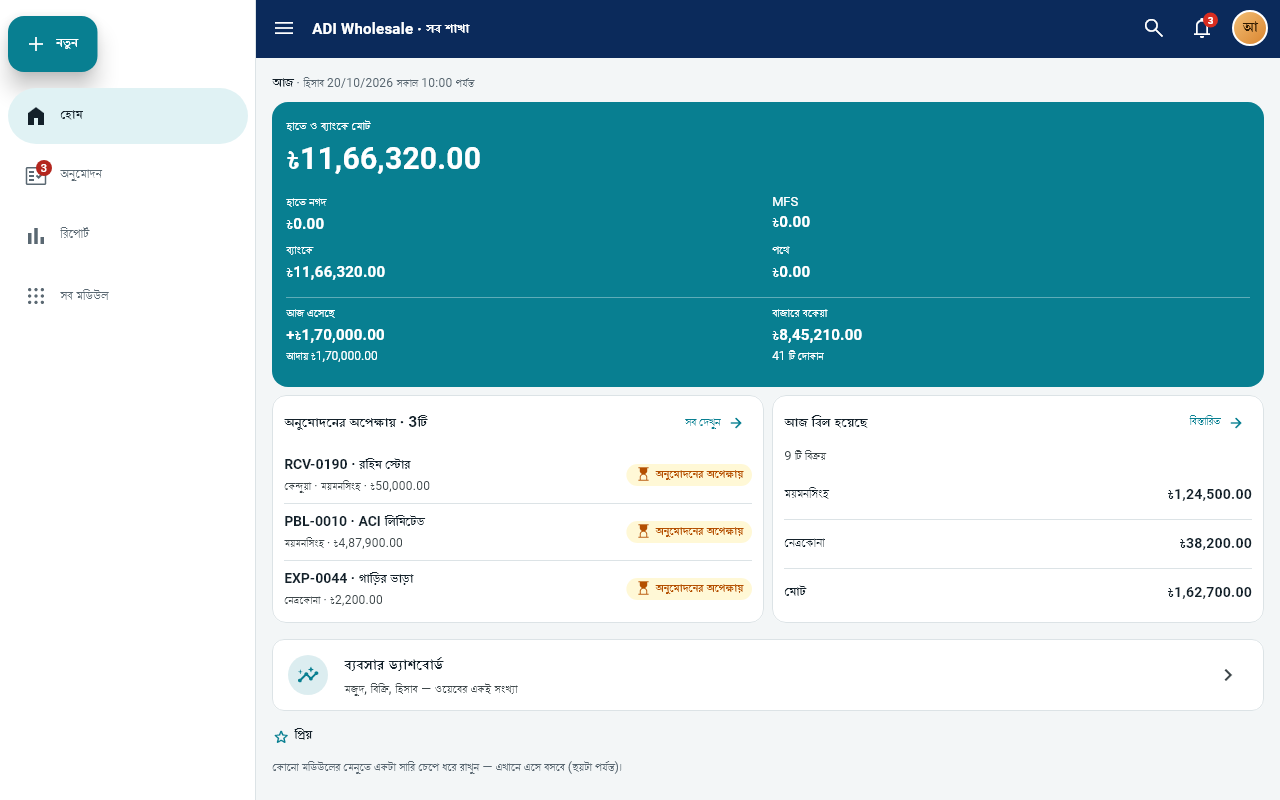 নতুন
হোম
3
অনুমোদন
রিপোর্ট
সব মডিউল
ADI Wholesale · সব শাখা
3
আ
আজ · হিসাব 20/10/2026 সকাল 10:00 পর্যন্ত
হাতে ও ব্যাংকে মোট
৳11,66,320.00
হাতে নগদ
৳0.00
MFS
৳0.00
ব্যাংকে
৳11,66,320.00
পথে
৳0.00
আজ এসেছে
+৳1,70,000.00
আদায় ৳1,70,000.00
বাজারে বকেয়া
৳8,45,210.00
41 টি দোকান
অনুমোদনের অপেক্ষায় · 3টি
সব দেখুন
RCV-0190 · রহিম স্টোর
কেন্দুয়া · ময়মনসিংহ · ৳50,000.00
অনুমোদনের অপেক্ষায়
PBL-0010 · ACI লিমিটেড
ময়মনসিংহ · ৳4,87,900.00
অনুমোদনের অপেক্ষায়
EXP-0044 · গাড়ির ভাড়া
নেত্রকোনা · ৳2,200.00
অনুমোদনের অপেক্ষায়
আজ বিল হয়েছে
বিস্তারিত
9 টি বিক্রয়
ময়মনসিংহ
৳1,24,500.00
নেত্রকোনা
৳38,200.00
মোট
৳1,62,700.00
ব্যবসার ড্যাশবোর্ড
মজুদ, বিক্রি, হিসাব — ওয়েবের একই সংখ্যা
প্রিয়
কোনো মডিউলের মেনুতে একটা সারি চেপে ধরে রাখুন — এখানে এসে বসবে (ছয়টা পর্যন্ত)।